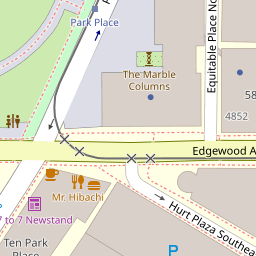 Park Place
P
Equitable Place No
The Marble
Columns
58
4852
Edgewood A
Mr. Hibachi
7 to 7 Newstand
Hurt Plaza Southeas
Ten Park
Place
P